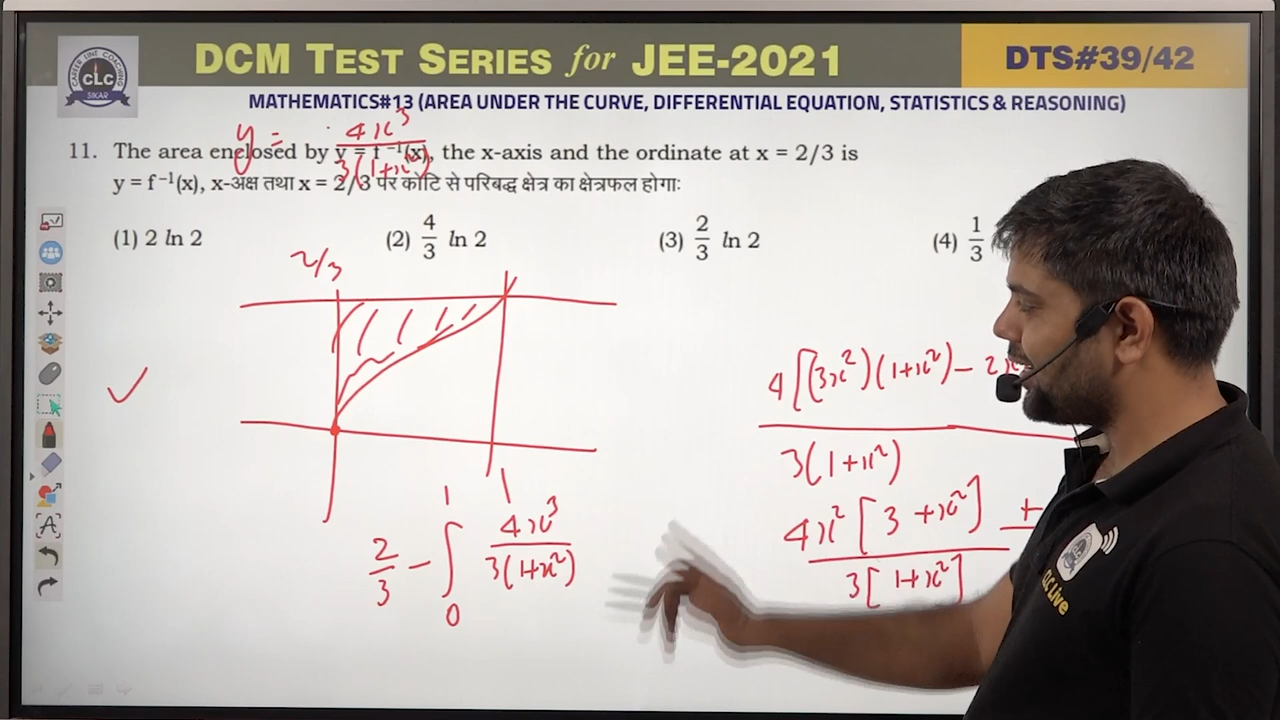 CAREER LINE COACHING
CLC
SIKAR
DCM TEST SERIES for JEE-2021
DTS#39/42
MATHEMATICS#13 (AREA UNDER THE CURVE, DIFFERENTIAL EQUATION, STATISTICS & REASONING)
y = 4x³ / 3(1+x²)
11. The area enclosed by y = f⁻¹(x), the x-axis and the ordinate at x = 2/3 is
y = f⁻¹(x), x-अक्ष तथा x = 2/3 पर कोटि से परिबद्ध क्षेत्र का क्षेत्रफल होगाः
(1) 2 ln 2 (2) 4/3 ln 2 (3) 2/3 ln 2 (4) 1/3
2/3
4[(3x²)(1+x²) - 2x
3(1+x²)
1
4x²[3+x²] +
3[1+x²]
2/3 - ∫₀¹ 4x³ / 3(1+x²)
CLC Live